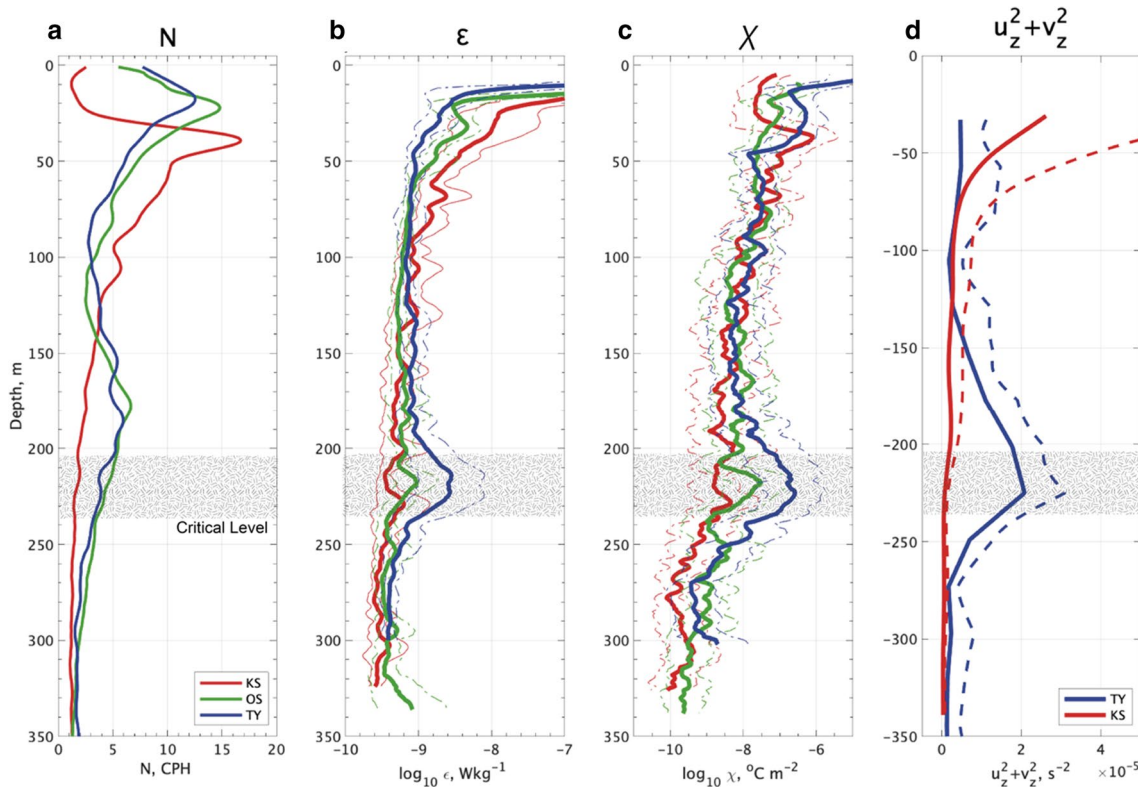 a N
b ε
c χ
d u_z^2+v_z^2
0
50
100
150
200
250
300
350
Depth, m
Critical Level
KS
OS
TY
0 5 10 15 20
N, CPH
0
50
100
150
200
250
300
350
-10 -9 -8 -7
log10 ϵ, Wkg-1
0
50
100
150
200
250
300
350
-10 -8 -6
log10 χ, °C m-2
0
-50
-100
-150
-200
-250
-300
350
TY
KS
0 2 4
×10-5
u_z^2+v_z^2, s-2